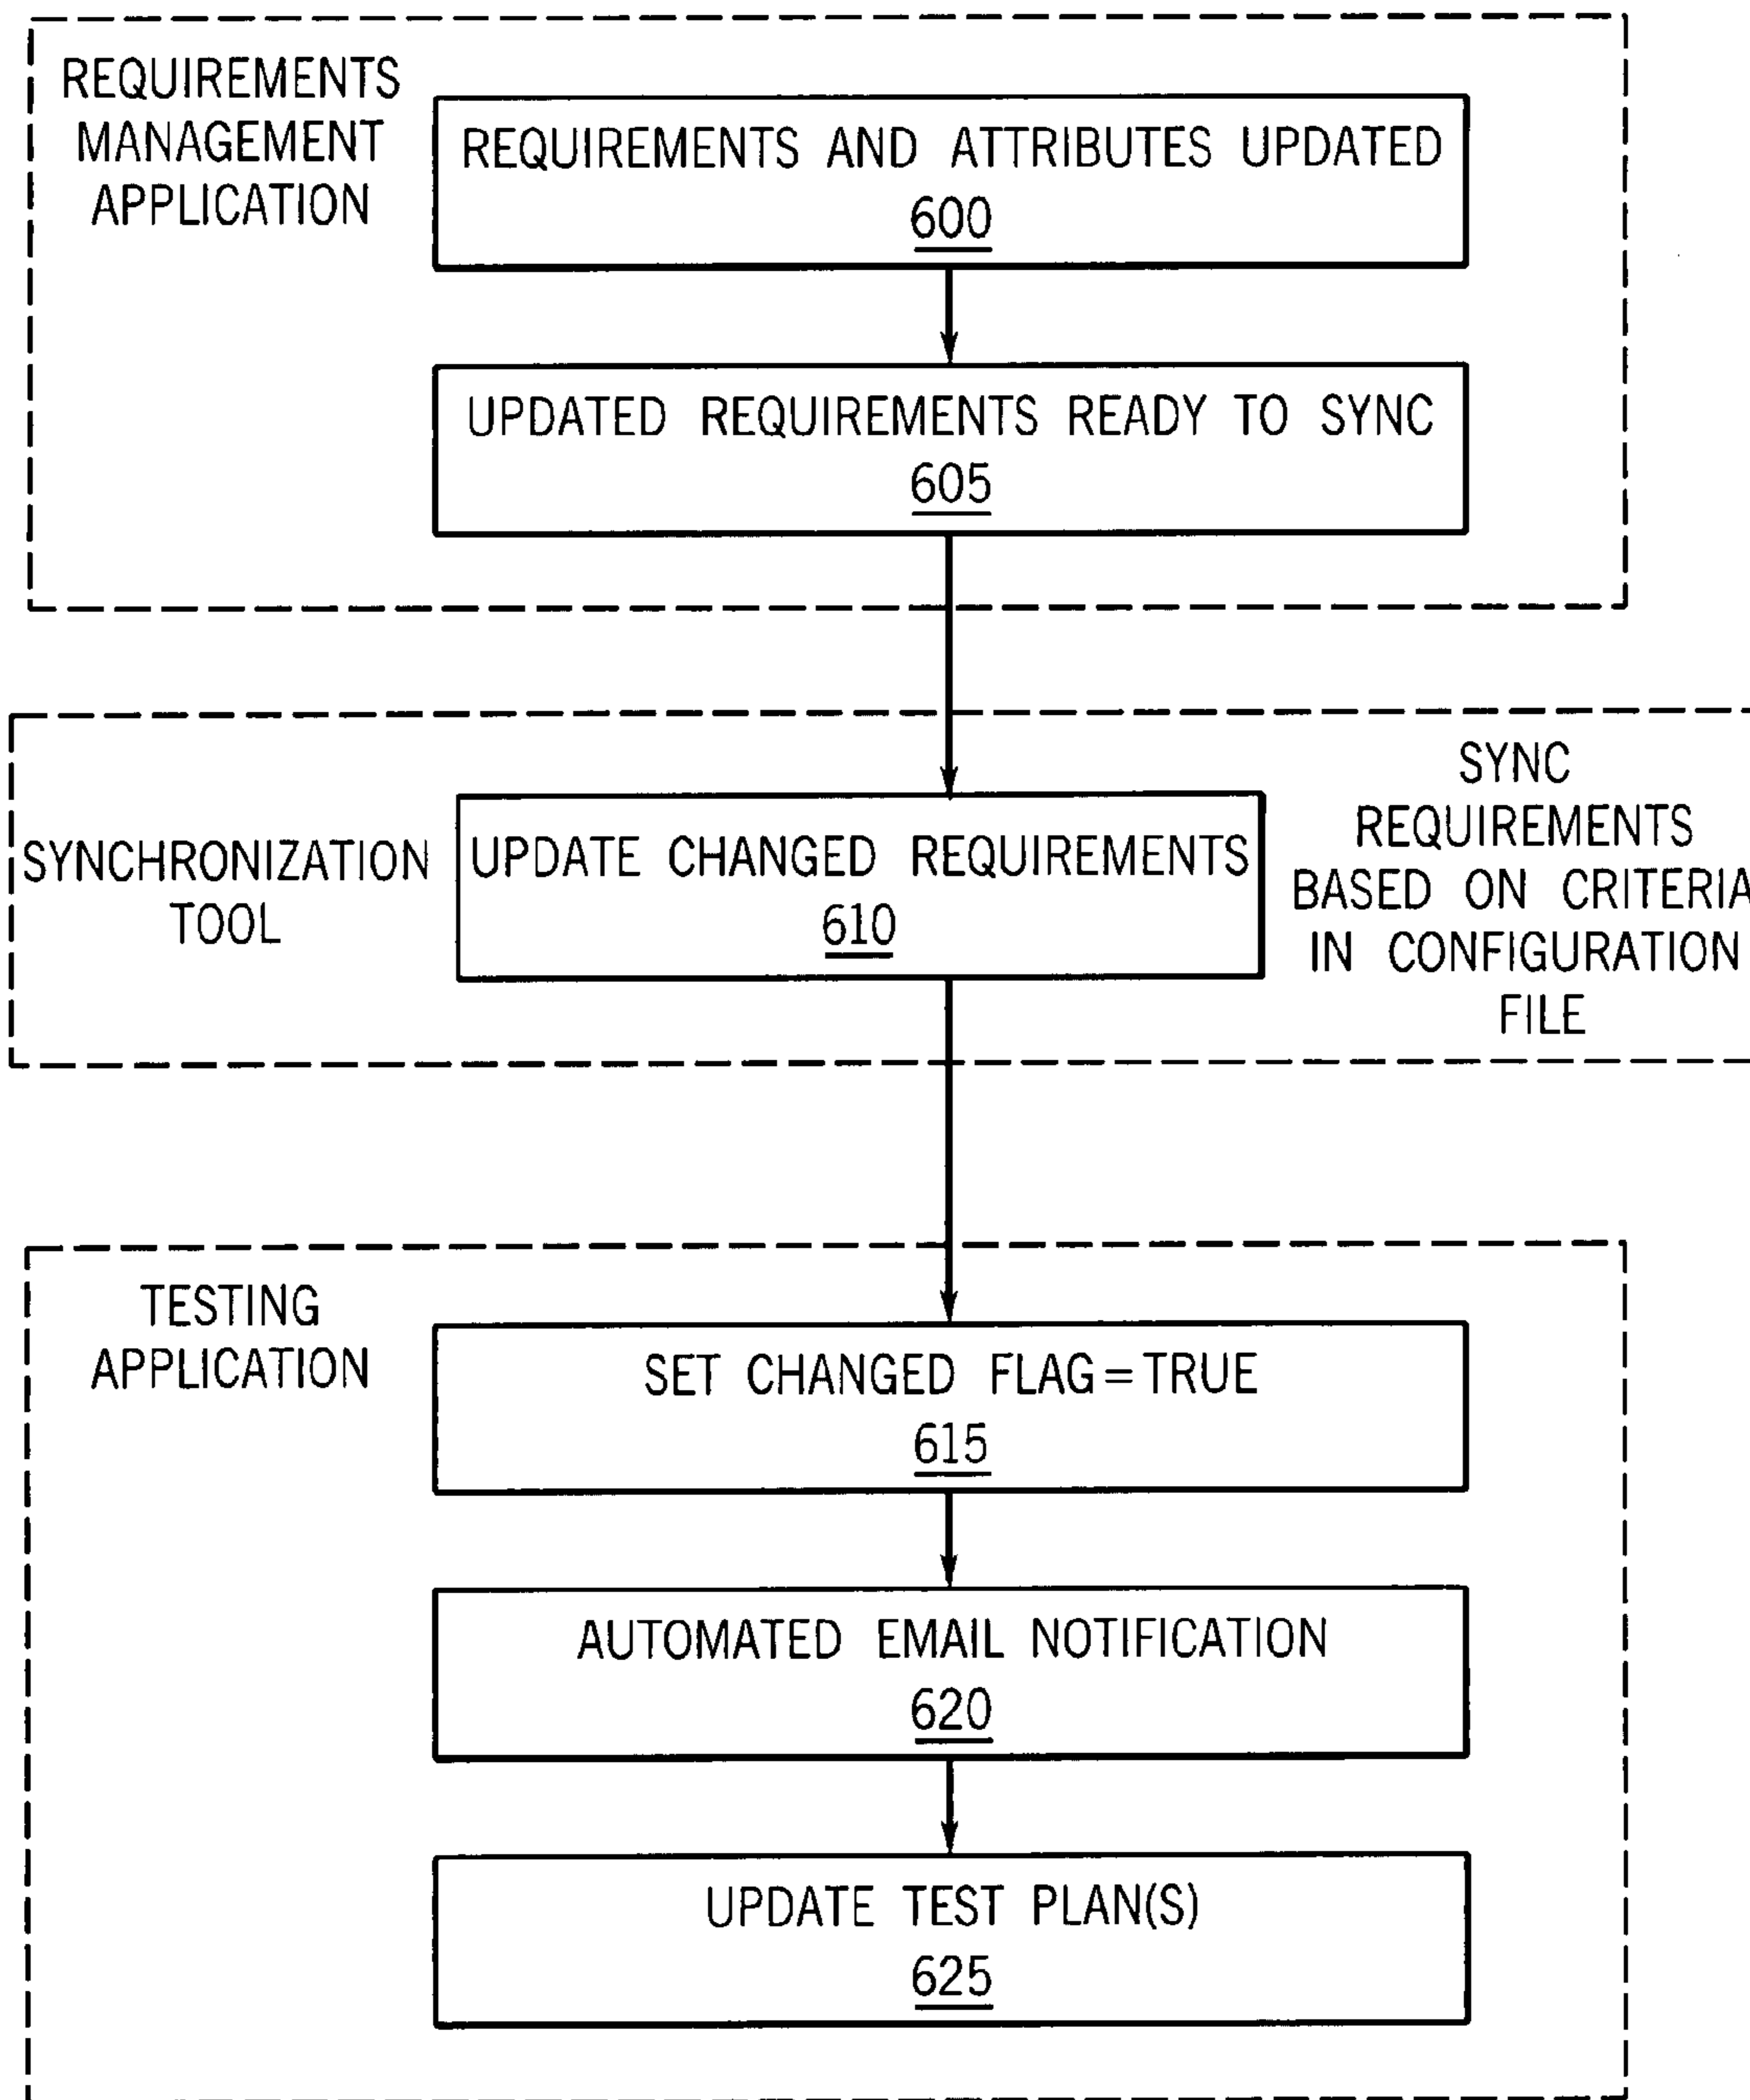 REQUIREMENTS
MANAGEMENT
APPLICATION
REQUIREMENTS AND ATTRIBUTES UPDATED
600
UPDATED REQUIREMENTS READY TO SYNC
605
SYNCHRONIZATION
TOOL
UPDATE CHANGED REQUIREMENTS
610
SYNC
REQUIREMENTS
BASED ON CRITERIA
IN CONFIGURATION
FILE
TESTING
APPLICATION
SET CHANGED FLAG=TRUE
615
AUTOMATED EMAIL NOTIFICATION
620
UPDATE TEST PLAN(S)
625